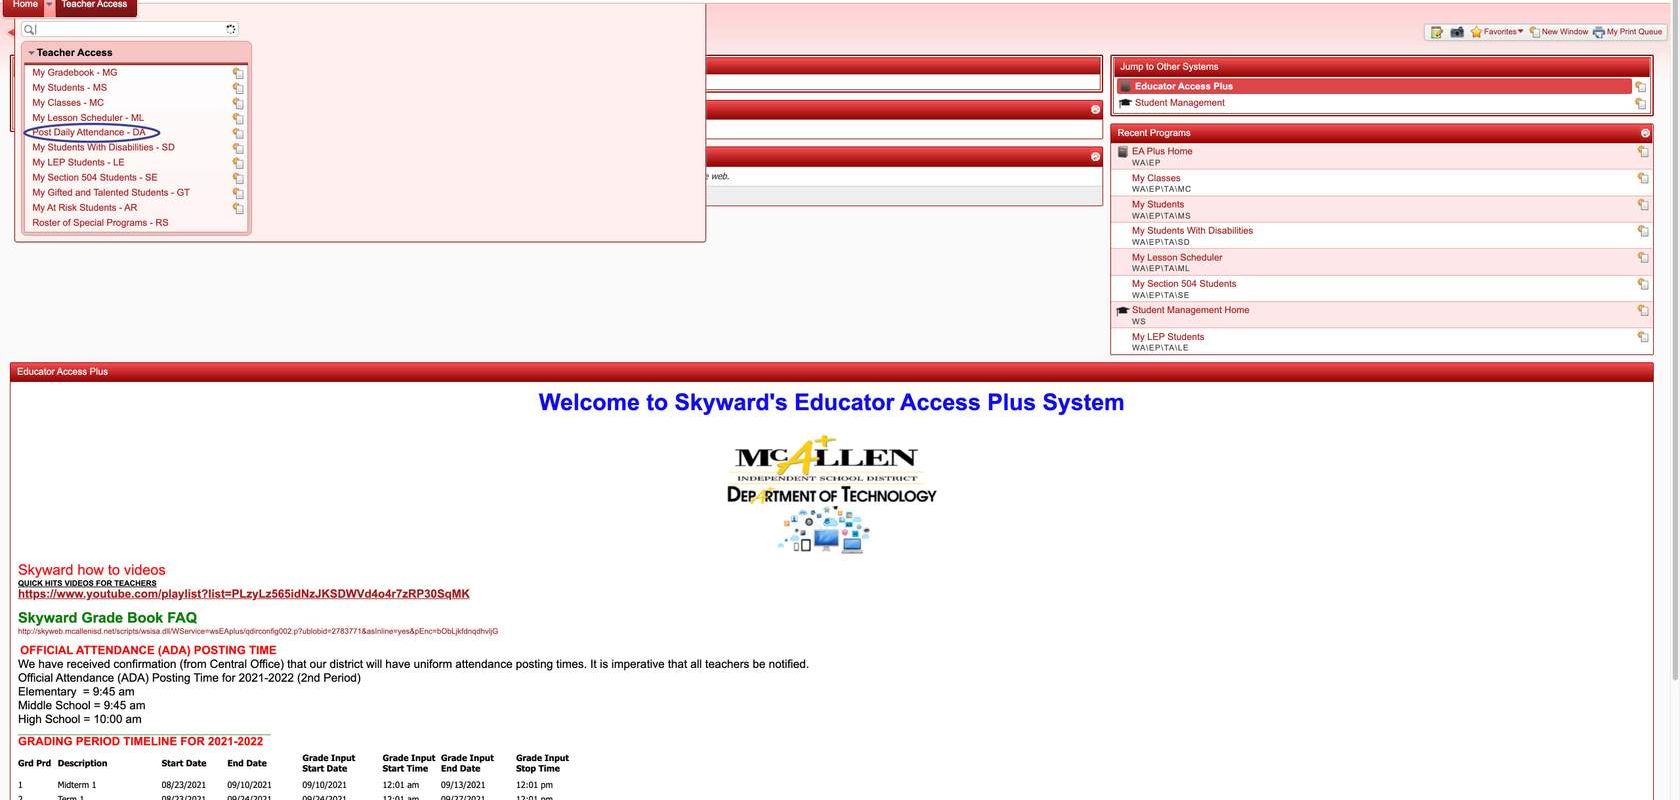 Home
Teacher Access
Teacher Access
My Gradebook - MG
My Students - MS
My Classes - MC
My Lesson Scheduler - ML
Post Daily Attendance - DA
My Students With Disabilities - SD
My LEP Students - LE
My Section 504 Students - SE
My Gifted and Talented Students - GT
My At Risk Students - AR
Roster of Special Programs - RS
web.
Favorites
New Window
My Print Queue
Jump to Other Systems
Educator Access Plus
Student Management
Recent Programs
EA Plus Home
WA\EP
My Classes
WA\EP\TA\MC
My Students
WA\EP\TA\MS
My Students With Disabilities
WA\EP\TA\SD
My Lesson Scheduler
WA\EP\TA\ML
My Section 504 Students
WA\EP\TA\SE
Student Management Home
WS
My LEP Students
WA\EP\TA\LE
Educator Access Plus
Welcome to Skyward's Educator Access Plus System
McALLEN
INDEPENDENT SCHOOL DISTRICT
DEPARTMENT OF TECHNOLOGY
Skyward how to videos
QUICK HITS VIDEOS FOR TEACHERS
https://www.youtube.com/playlist?list=PLzyLz565idNzJKSDWVd4o4r7zRP30SqMK
Skyward Grade Book FAQ
http://skyweb.mcallenisd.net/scripts/wsisa.dll/WService=wsEAplus/qdirconfig002.p?ublobid=2783771&asInline=yes&pEnc=bObLjkfdnqdhvljG
OFFICIAL ATTENDANCE (ADA) POSTING TIME
We have received confirmation (from Central Office) that our district will have uniform attendance posting times. It is imperative that all teachers be notified.
Official Attendance (ADA) Posting Time for 2021-2022 (2nd Period)
Elementary = 9:45 am
Middle School = 9:45 am
High School = 10:00 am
GRADING PERIOD TIMELINE FOR 2021-2022
Grd Prd Description Start Date End Date Grade Input Start Date Grade Input Start Time Grade Input End Date Grade Input Stop Time
1 Midterm 1 08/23/2021 09/10/2021 09/10/2021 12:01 am 09/13/2021 12:01 pm
2 Term 1 08/23/2021 09/24/2021 09/24/2021 12:01 am 09/27/2021 12:01 pm